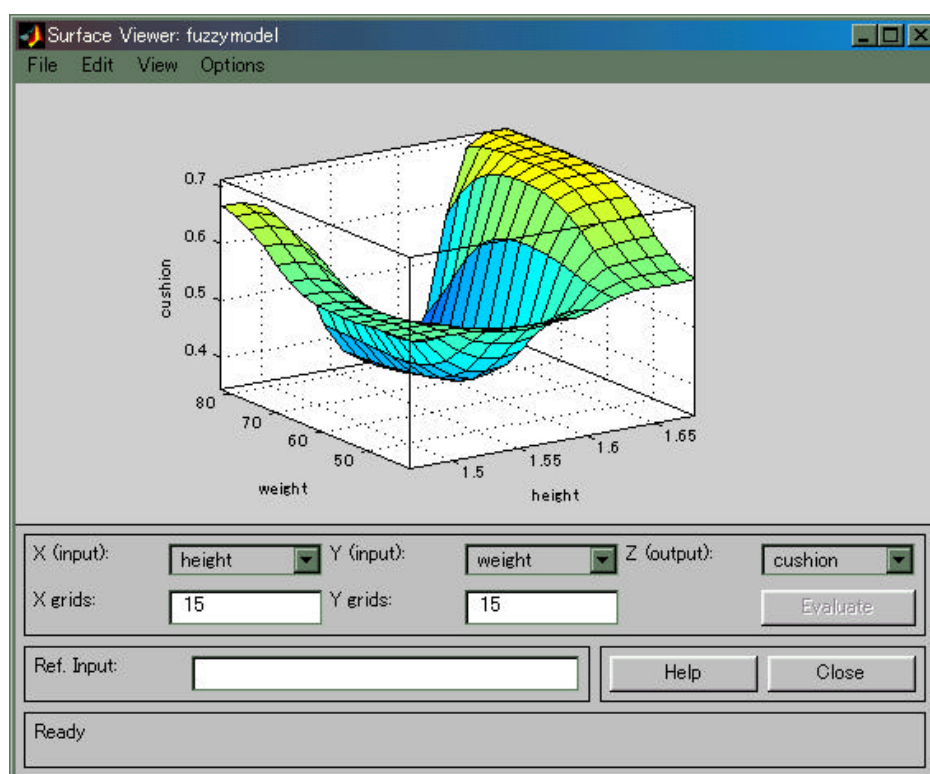 Surface Viewer: fuzzymodel
File Edit View Options
0.7
0.6
0.5
0.4
cushion
80
70
60
50
weight
1.5
1.55
1.6
1.65
height
X (input):
height
Y (input):
weight
Z (output):
cushion
X grids:
15
Y grids:
15
Evaluate
Ref. Input:
Help
Close
Ready